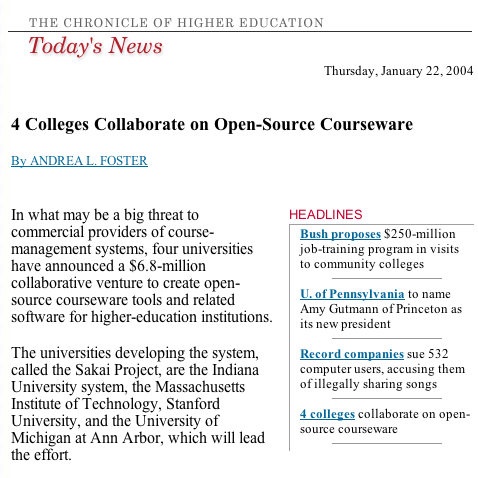 THE CHRONICLE OF HIGHER EDUCATION
Today's News
Thursday, January 22, 2004
4 Colleges Collaborate on Open-Source Courseware
By ANDREA L. FOSTER
In what may be a big threat to
commercial providers of course-
management systems, four universities
have announced a $6.8-million
collaborative venture to create open-
source courseware tools and related
software for higher-education institutions.
The universities developing the system,
called the Sakai Project, are the Indiana
University system, the Massachusetts
Institute of Technology, Stanford
University, and the University of
Michigan at Ann Arbor, which will lead
the effort.
HEADLINES
Bush proposes $250-million
job-training program in visits
to community colleges
U. of Pennsylvania to name
Amy Gutmann of Princeton as
its new president
Record companies sue 532
computer users, accusing them
of illegally sharing songs
4 colleges collaborate on open-
source courseware